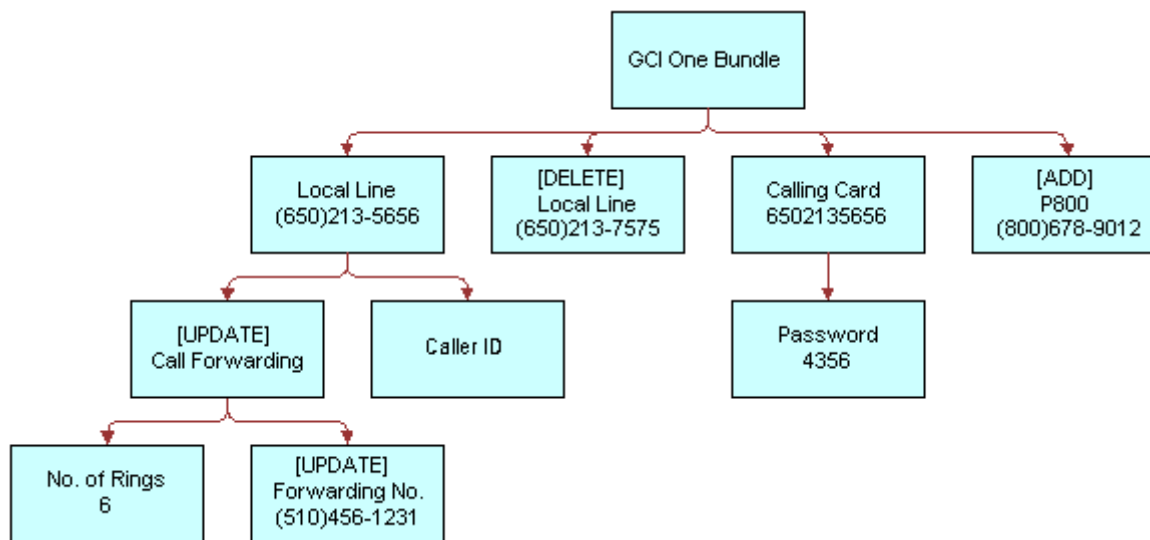 GCI One Bundle
Local Line
(650)213-5656
[DELETE]
Local Line
(650)213-7575
Calling Card
6502135656
[ADD]
P800
(800)678-9012
[UPDATE]
Call Forwarding
Caller ID
Password
4356
No. of Rings
6
[UPDATE]
Forwarding No.
(510)456-1231